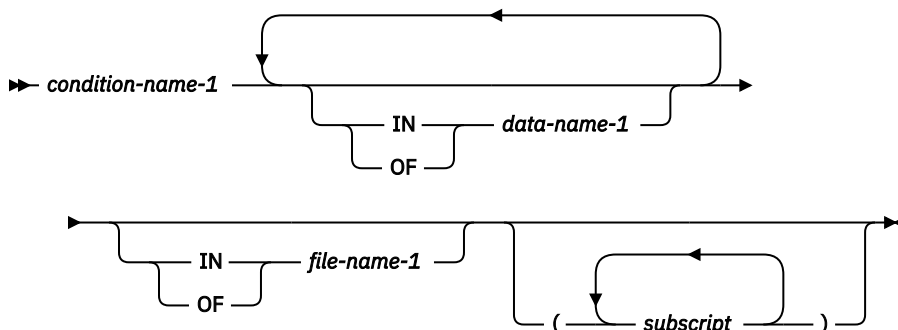 condition-name-1
IN data-name-1
OF
IN file-name-1
OF
( subscript )